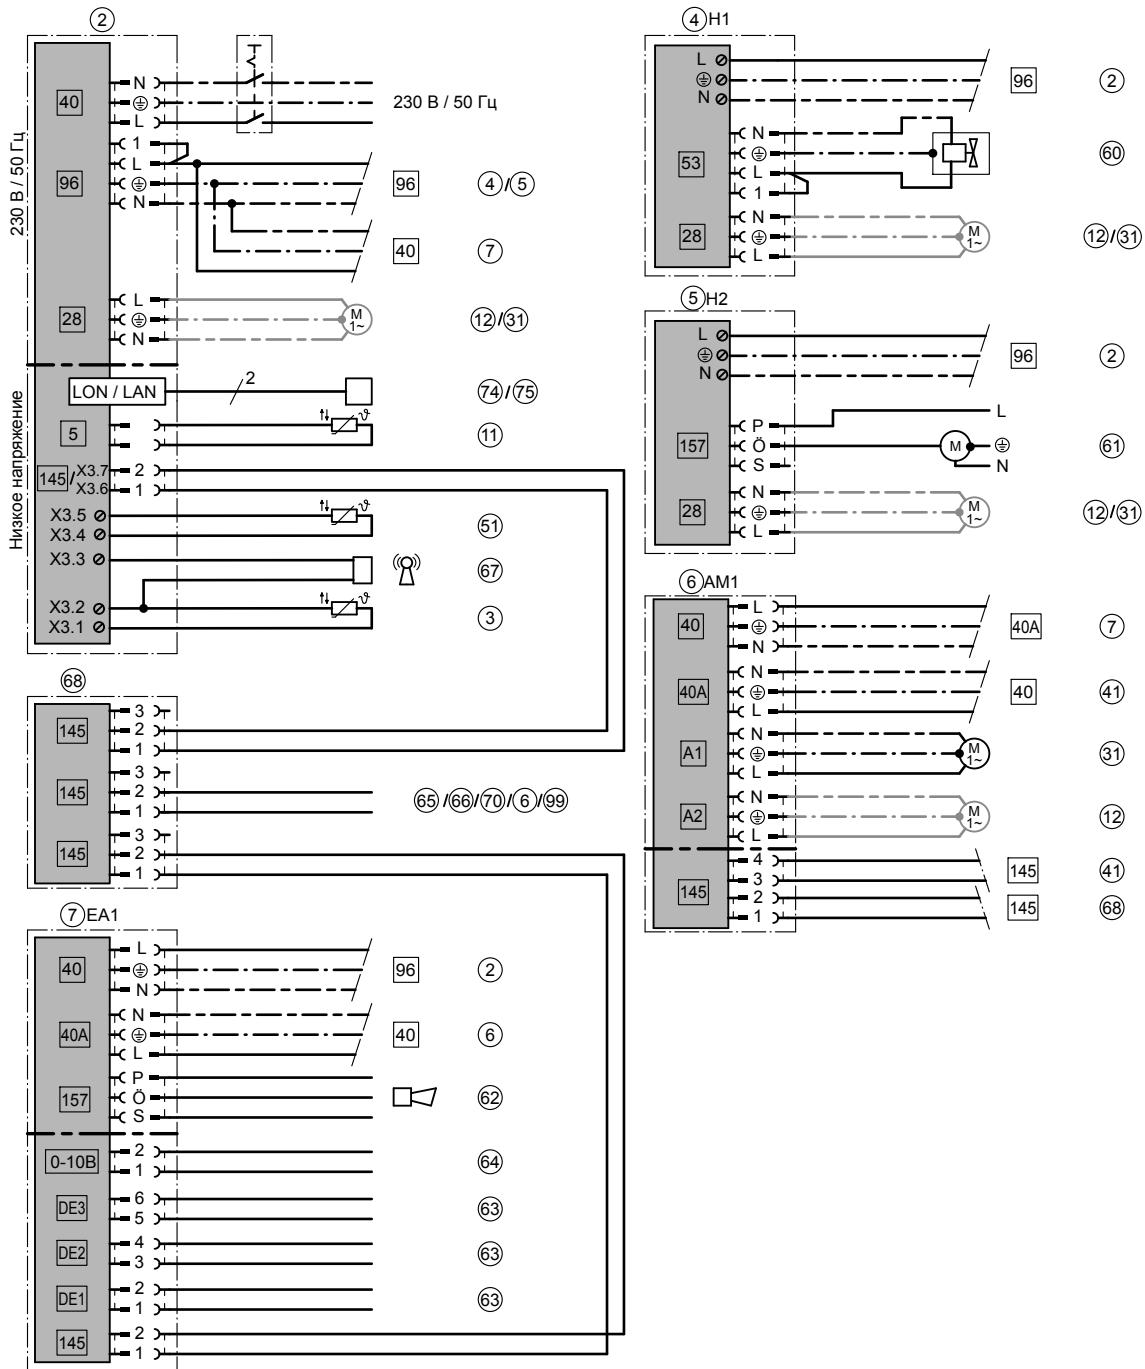 ②
230 В / 50 Гц
Низкое напряжение
40
N
L
230 В / 50 Гц
96
1
L
N
96
④/⑤
40
⑦
28
L
N
M
1~
⑫/㉛
LON / LAN
2
74/75
5
⑪
145/X3.7
X3.6
2
1
X3.5
X3.4
51
X3.3
67
X3.2
X3.1
③
68
145
3
2
1
145
3
2
1
65/66/70/6/99
145
3
2
1
⑦ EA1
40
L
N
96
②
40A
N
L
40
⑥
157
P
Ö
S
62
0-10В
2
1
64
DE3
6
5
63
DE2
4
3
63
DE1
2
1
63
145
2
1
④ H1
L
N
96
②
53
N
L
1
60
28
N
L
M
1~
⑫/㉛
⑤ H2
L
N
96
②
157
P
Ö
S
L
M
N
61
28
N
L
M
1~
⑫/㉛
⑥ AM1
40
L
N
40A
⑦
40A
N
L
40
41
A1
N
L
M
1~
㉛
A2
N
L
M
1~
⑫
145
4
3
2
1
145
41
145
68